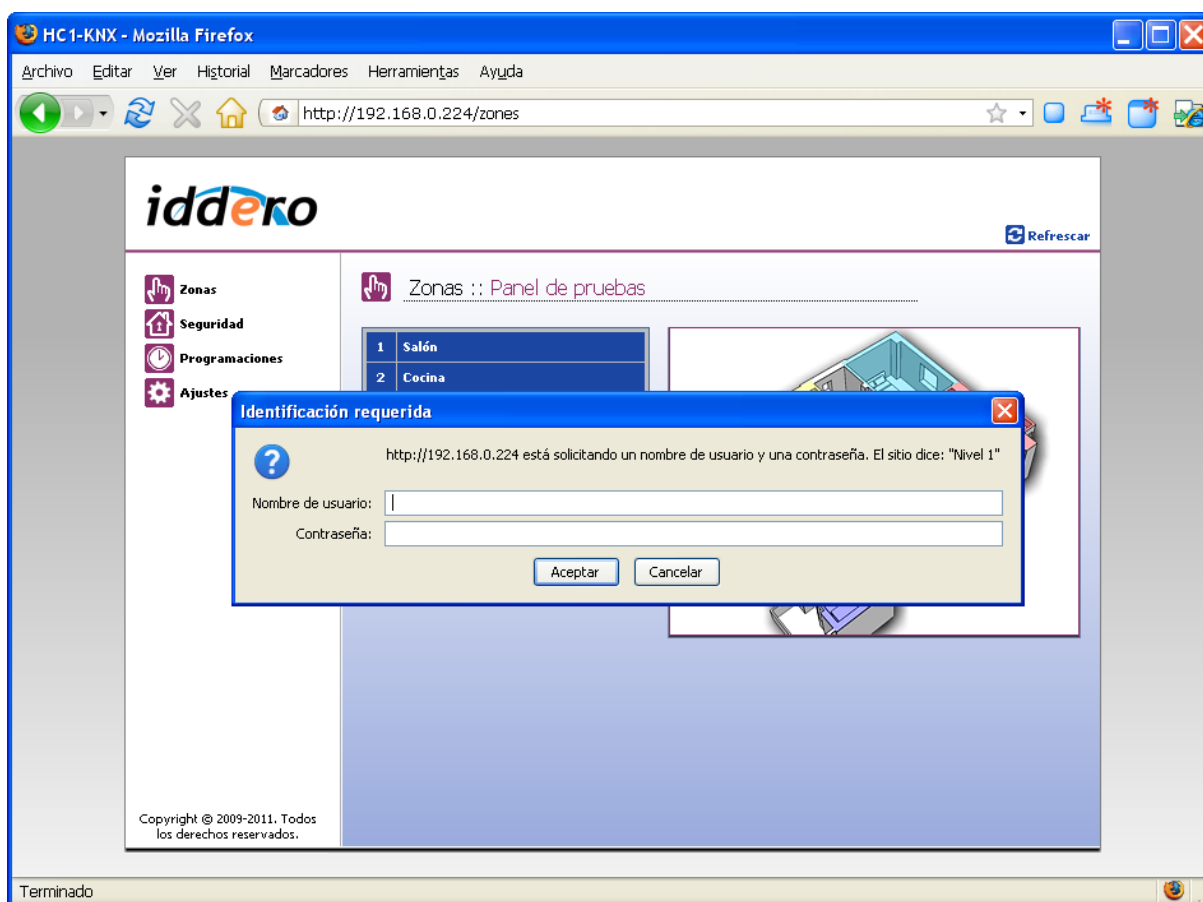 HC1-KNX - Mozilla Firefox
Archivo Editar Ver Historial Marcadores Herramientas Ayuda
http://192.168.0.224/zones
iddero
Refrescar
Zonas
Seguridad
Programaciones
Ajustes
Zonas :: Panel de pruebas
1 Salón
2 Cocina
Identificación requerida
http://192.168.0.224 está solicitando un nombre de usuario y una contraseña. El sitio dice: "Nivel 1"
Nombre de usuario:
Contraseña:
Aceptar Cancelar
Copyright © 2009-2011. Todos
los derechos reservados.
Terminado